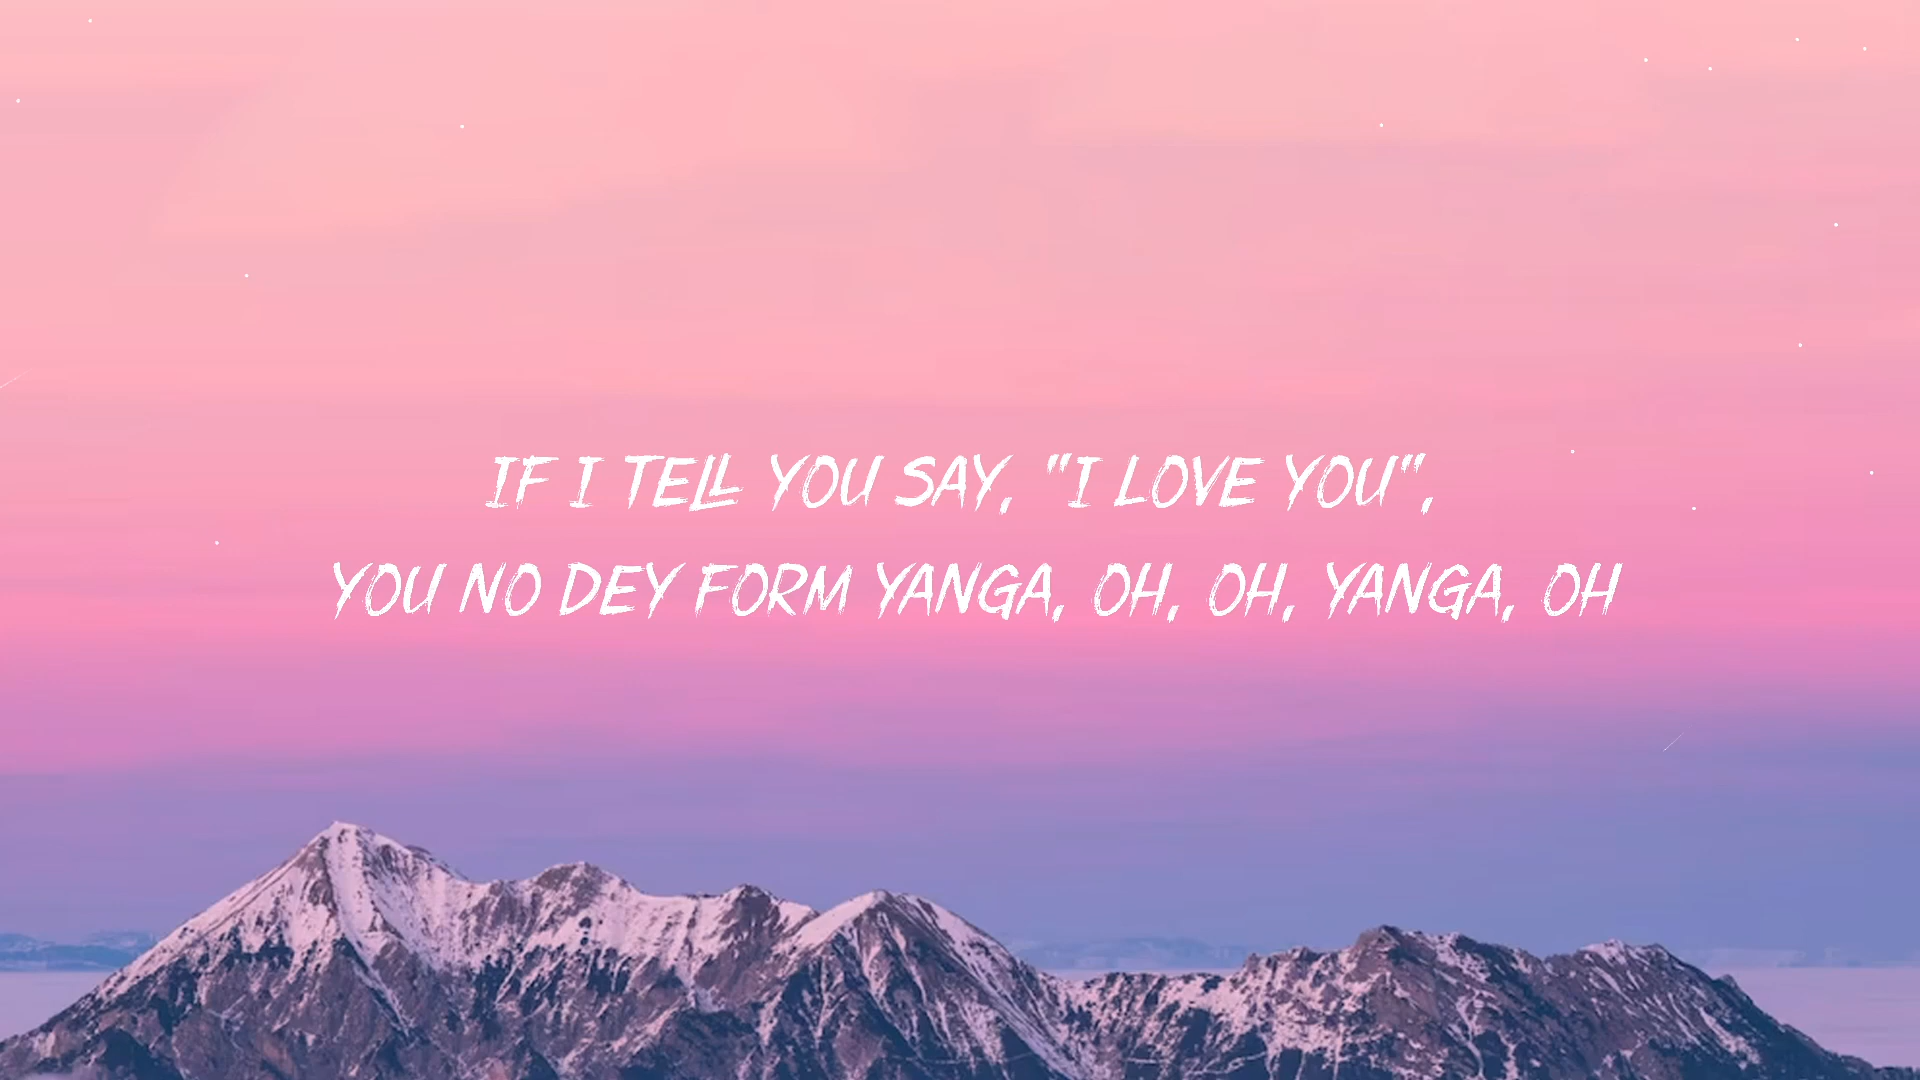 IF I TELL YOU SAY, "I LOVE YOU",
YOU NO DEY FORM YANGA, OH, OH, YANGA, OH